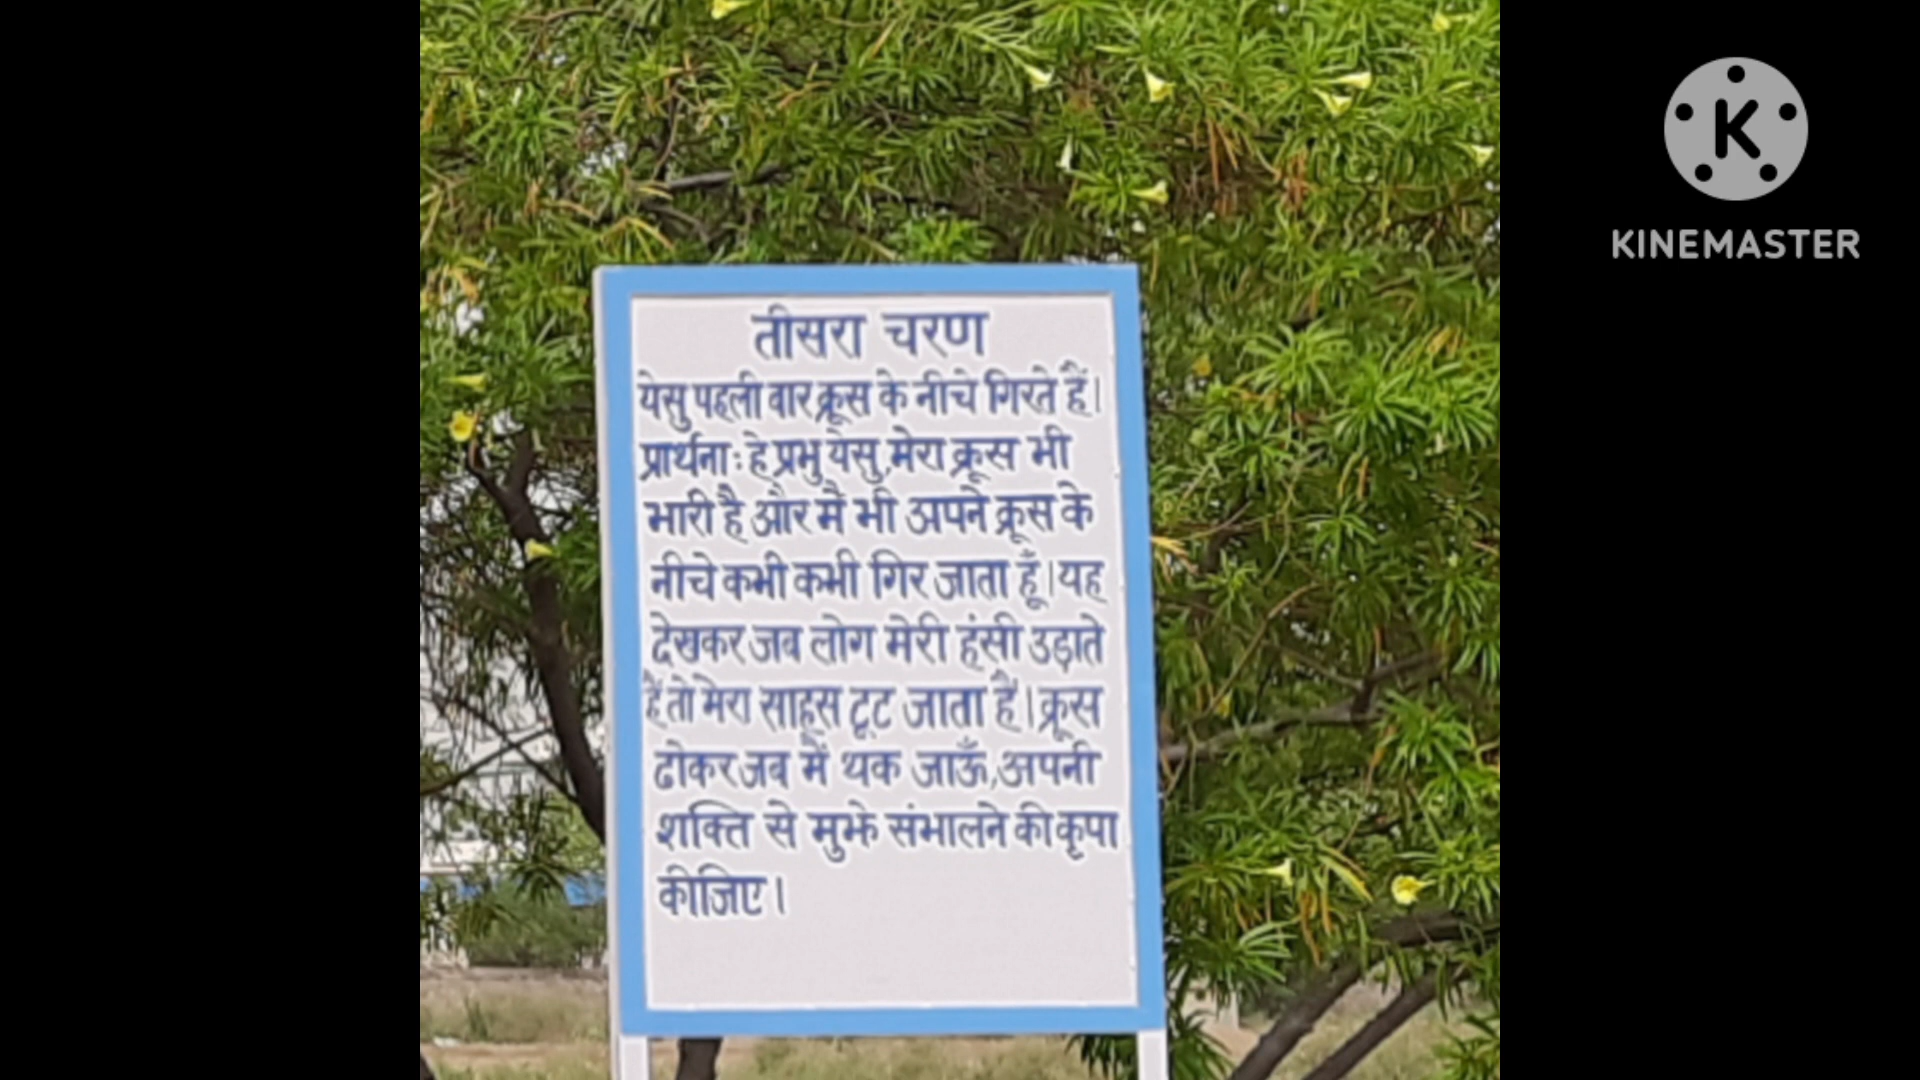 तीसरा चरण
येसु पहली वार क्रूस के नीचे गिरते हैं।
प्रार्थना : हे प्रभु येसु, मेरा क्रूस भी
भारी है और मै भी अपने क्रूस के
नीचे कभी कभी गिर जाता हूँ। यह
देखकर जब लोग मेरी हंसी उड़ाते
हैं तो मेरा साहस टूट जाता हैं। क्रूस
ढोकर जब में थक जाऊँ, अपनी
शक्ति से मुझे संभालने की कृपा
कीजिए।
K
KINEMASTER